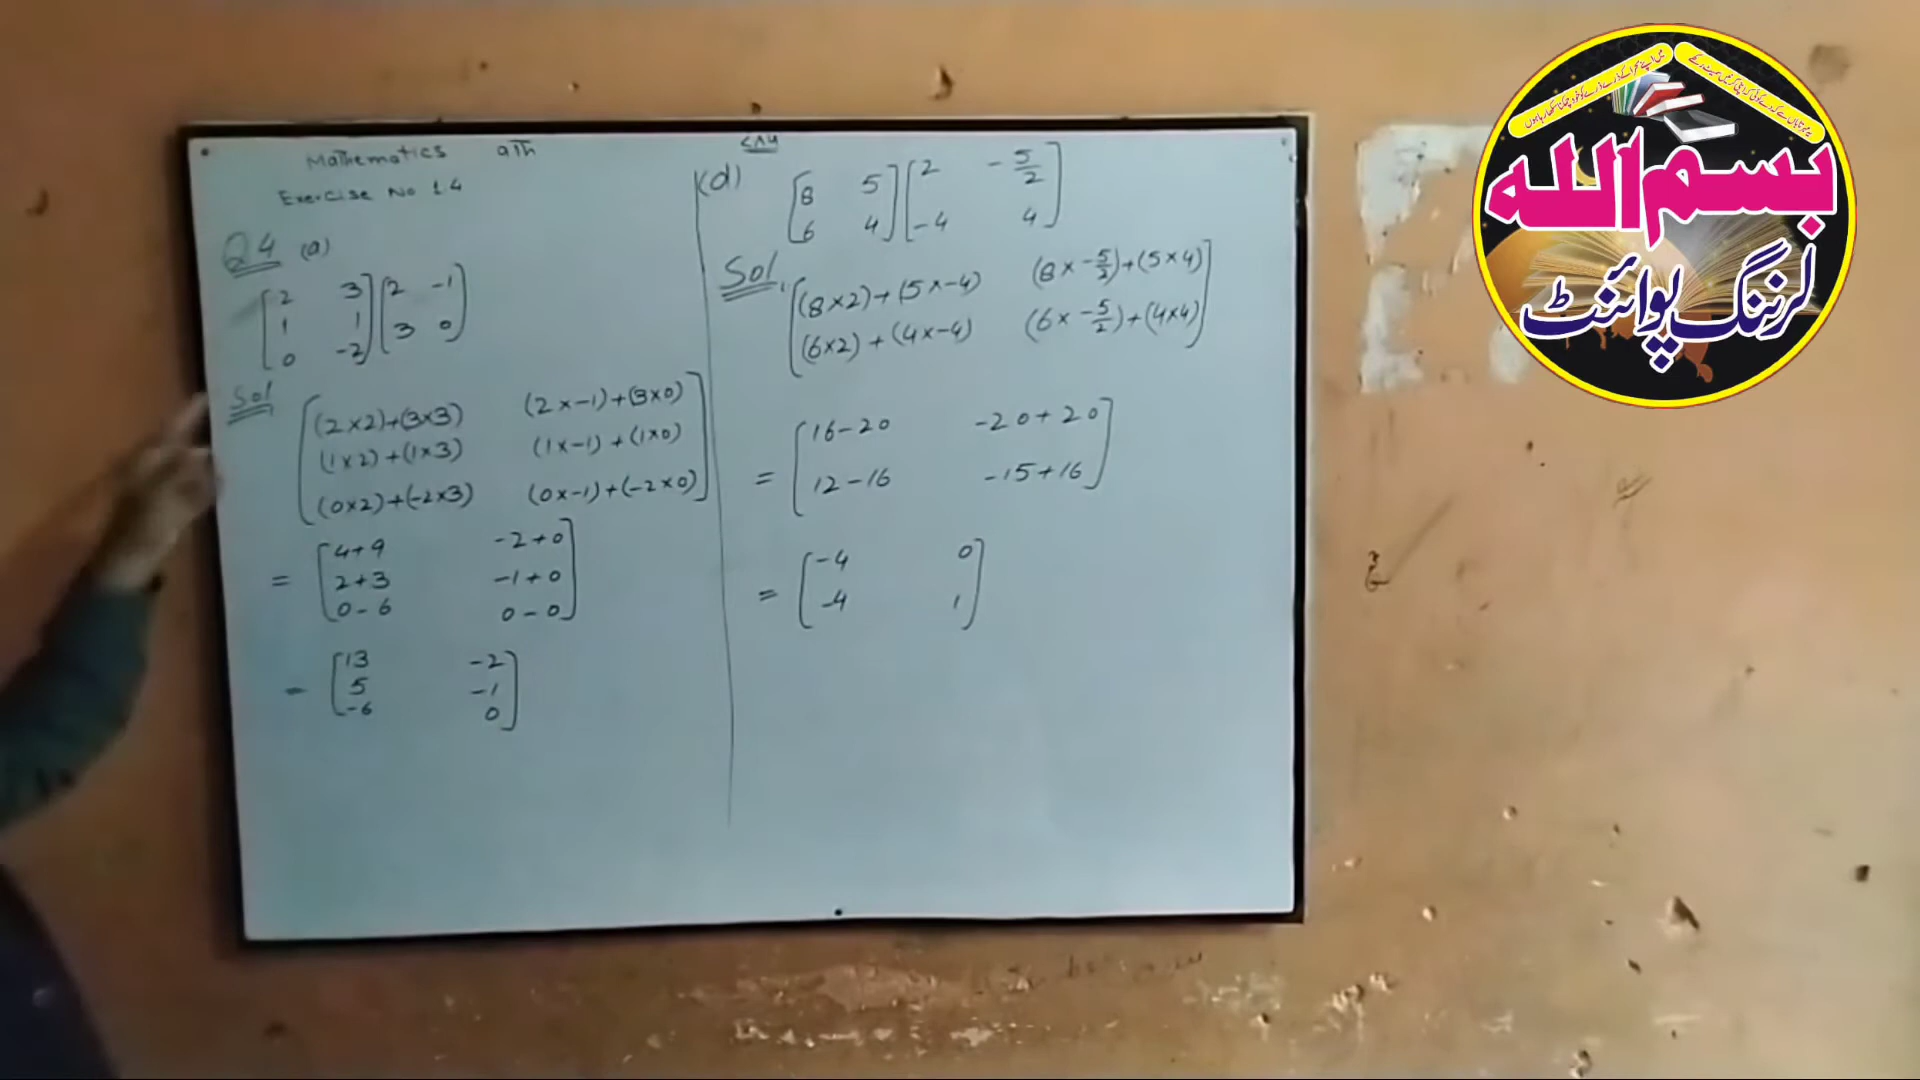 Mathematics 9th
Exercise No 1.4
Q4 (a)
[2 3] [2 -1]
[1 1] [3 0]
[0 -2]
Sol
[(2×2)+(3×3) (2×-1)+(3×0)]
[(1×2)+(1×3) (1×-1)+(1×0)]
[(0×2)+(-2×3) (0×-1)+(-2×0)]
= [4+9 -2+0]
[2+3 -1+0]
[0-6 0-0]
= [13 -2]
[5 -1]
[-6 0]
(d) [8 5] [2 -5/2]
[6 4] [-4 4]
Sol
[(8×2)+(5×-4) (8×-5/2)+(5×4)]
[(6×2)+(4×-4) (6×-5/2)+(4×4)]
= [16-20 -20+20]
[12-16 -15+16]
= [-4 0]
[-4 1]
بسم الله
لرننگ پوائنٹ